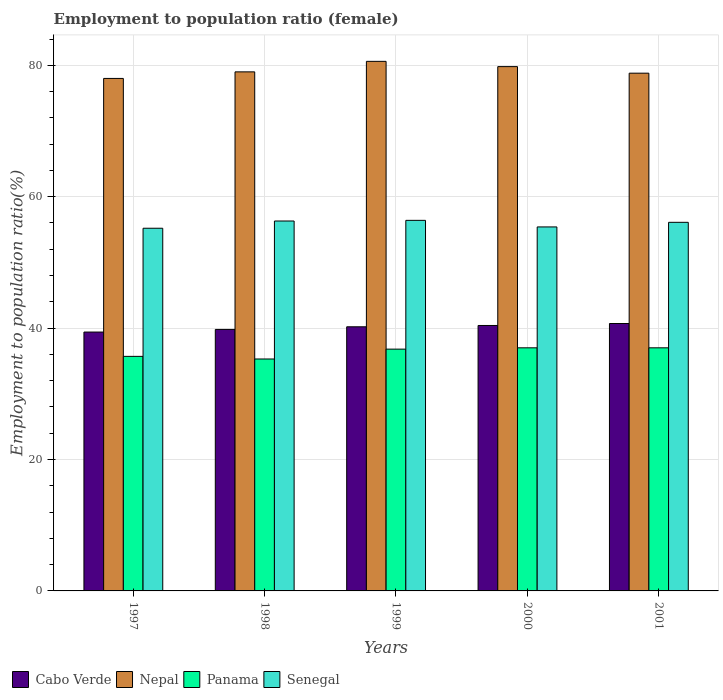 Employment to population ratio (female)
Employment to population ratio(%)
80
60
40
20
0
1997
1998
1999
2000
2001
Years
Cabo Verde
Nepal
Panama
Senegal